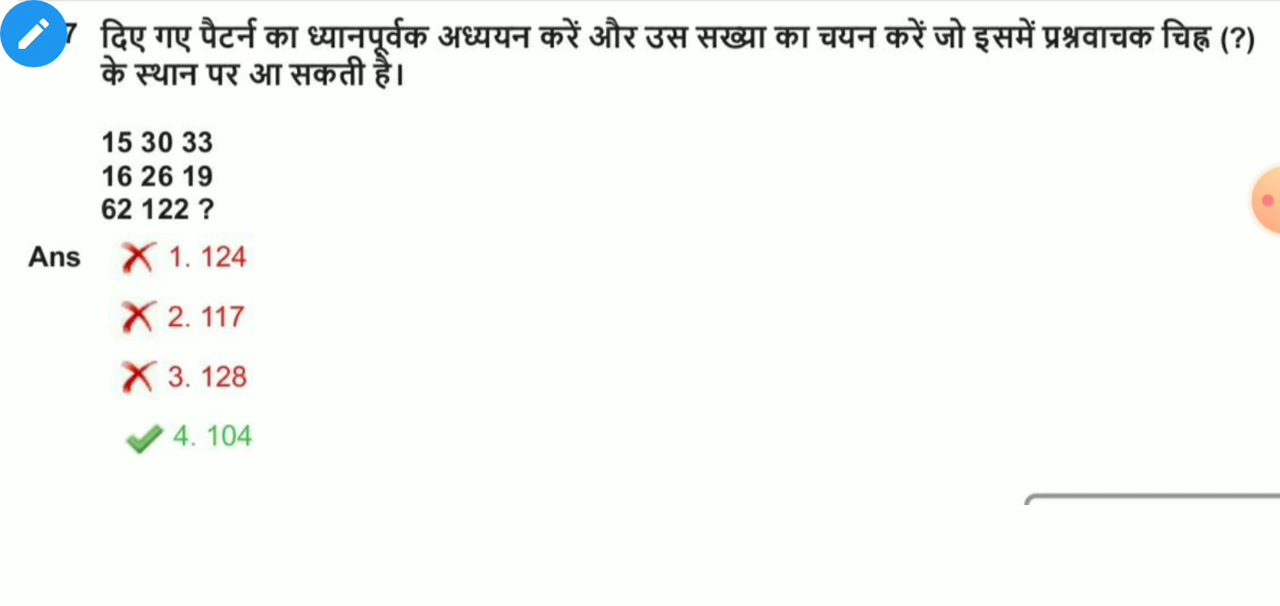 7 दिए गए पैटर्न का ध्यानपूर्वक अध्ययन करें और उस सख्या का चयन करें जो इसमें प्रश्नवाचक चिह्न (?)
के स्थान पर आ सकती है।
15 30 33
16 26 19
62 122 ?
Ans 1. 124
2. 117
3. 128
4. 104